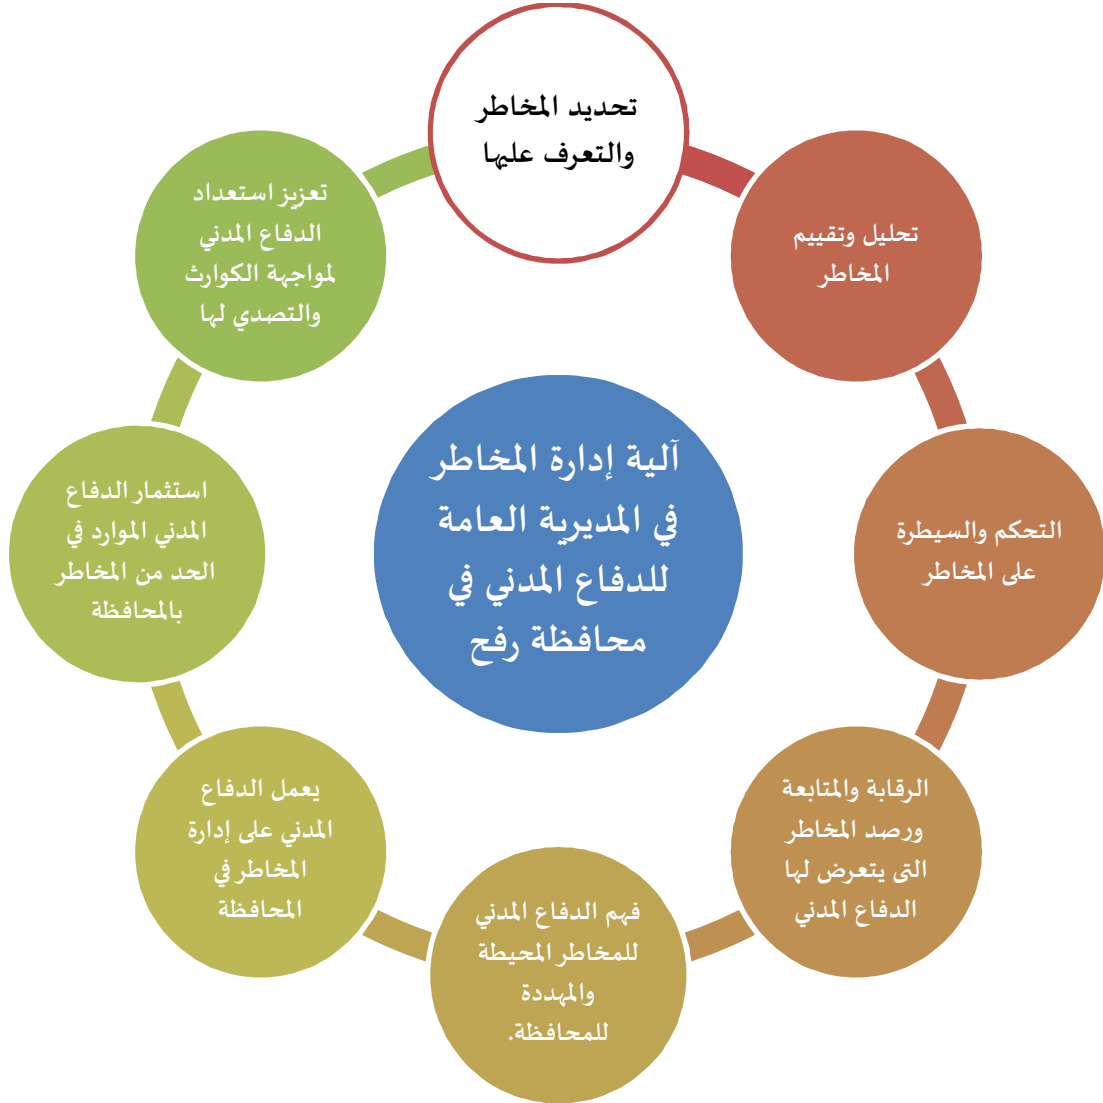 تحديد المخاطر
والتعرف عليها
تحليل وتقييم
المخاطر
التحكم والسيطرة
على المخاطر
الرقابة والمتابعة
ورصد المخاطر
التى يتعرض لها
الدفاع المدني
فهم الدفاع المدني
للمخاطر المحيطة
والمهددة
للمحافظة.
يعمل الدفاع
المدني على إدارة
المخاطر في
المحافظة
استثمار الدفاع
المدني الموارد في
الحد من المخاطر
بالمحافظة
تعزيز استعداد
الدفاع المدني
لمواجهة الكوارث
والتصدي لها
آلية إدارة المخاطر
في المديرية العامة
للدفاع المدني في
محافظة رفح